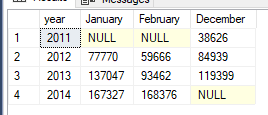 Messages
year January February December
1 2011 NULL NULL 38626
2 2012 77770 59666 84939
3 2013 137047 93462 119399
4 2014 167327 168376 NULL